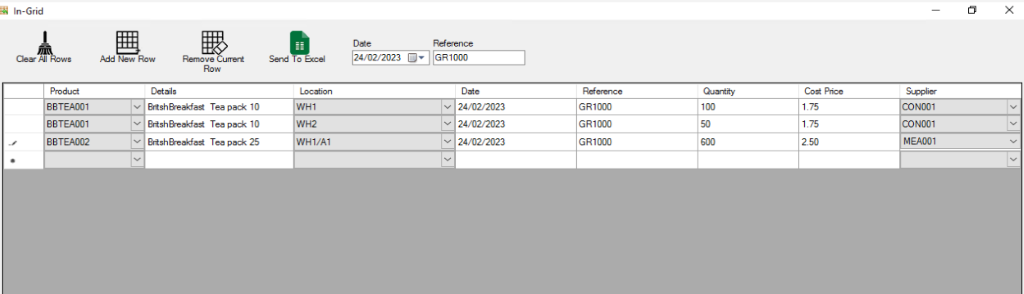 In-Grid
Clear All Rows Add New Row Remove Current Row Send To Excel
Date Reference
24/02/2023 GR1000
Product Details Location Date Reference Quantity Cost Price Supplier
BBTEA001 BritshBreakfast Tea pack 10 WH1 24/02/2023 GR1000 100 1.75 CON001
BBTEA001 BritshBreakfast Tea pack 10 WH2 24/02/2023 GR1000 50 1.75 CON001
BBTEA002 BritshBreakfast Tea pack 25 WH1/A1 24/02/2023 GR1000 600 2.50 MEA001